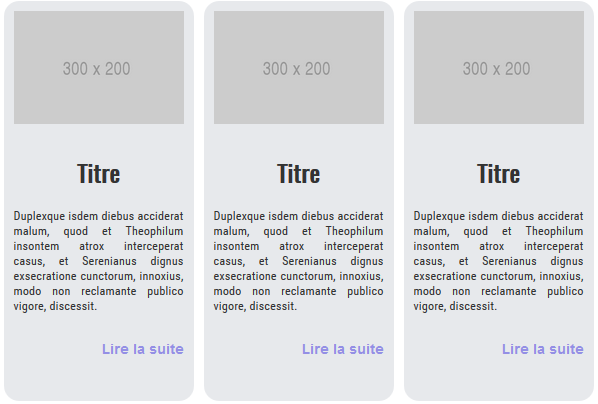 300 x 200
Titre
Duplexque isdem diebus acciderat
malum, quod et Theophilum
insontem atrox interceperat
casus, et Serenianus dignus
exsecratione cunctorum, innoxius,
modo non reclamante publico
vigore, discessit.
Lire la suite
300 x 200
Titre
Duplexque isdem diebus acciderat
malum, quod et Theophilum
insontem atrox interceperat
casus, et Serenianus dignus
exsecratione cunctorum, innoxius,
modo non reclamante publico
vigore, discessit.
Lire la suite
300 x 200
Titre
Duplexque isdem diebus acciderat
malum, quod et Theophilum
insontem atrox interceperat
casus, et Serenianus dignus
exsecratione cunctorum, innoxius,
modo non reclamante publico
vigore, discessit.
Lire la suite